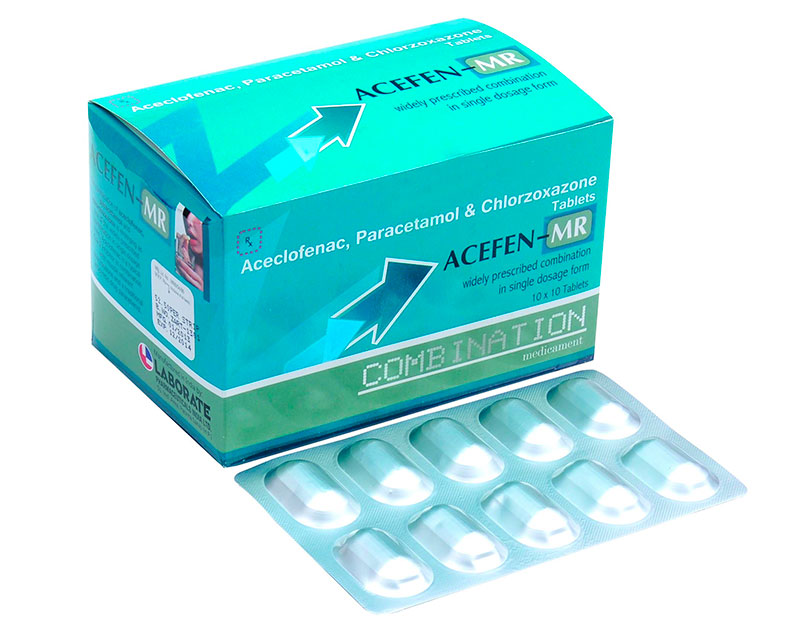 Aceclofenac, Paracetamol & Chlorzoxazone
Tablets
ACEFEN-MR
widely prescribed combination
in single dosage form
Rx
Aceclofenac, Paracetamol & Chlorzoxazone
Tablets
ACEFEN-MR
widely prescribed combination
in single dosage form
10 x 10 Tablets
COMBINATION
medicament
ACEFEN-
MR
LABORATE